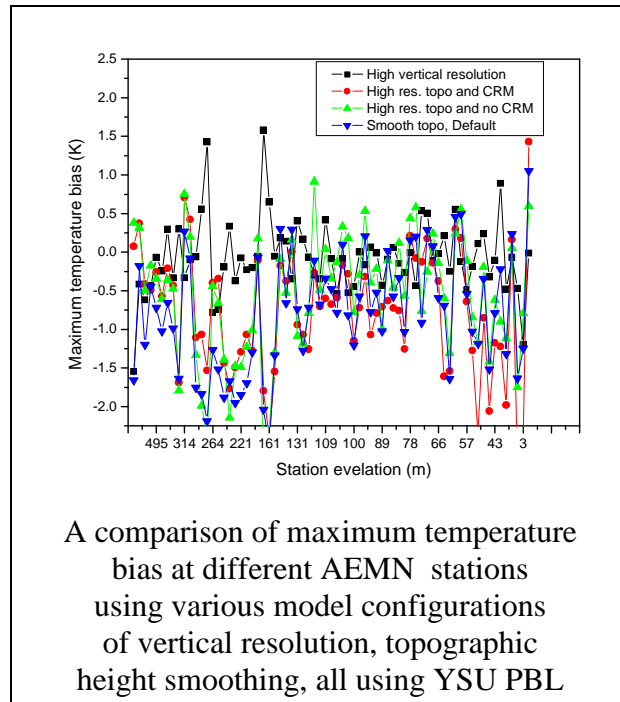 2.5
2.0
1.5
1.0
0.5
0.0
-0.5
-1.0
-1.5
-2.0
Maximum temperature bias (K)
High vertical resolution
High res. topo and CRM
High res. topo and no CRM
Smooth topo, Default
495 314 264 221 161 131 109 100 89 78 66 57 43 3
Station evelation (m)
A comparison of maximum temperature
bias at different AEMN stations
using various model configurations
of vertical resolution, topographic
height smoothing, all using YSU PBL